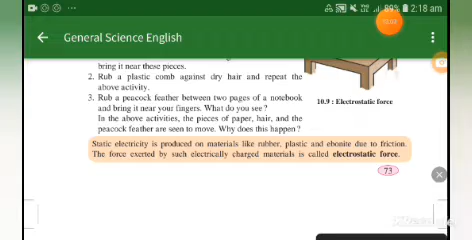 89% 2:18 am
General Science English
bring it near these pieces.
2. Rub a plastic comb against dry hair and repeat the
above activity.
3. Rub a peacock feather between two pages of a notebook
and bring it near your fingers. What do you see?
In the above activities, the pieces of paper, hair, and the
peacock feather are seen to move. Why does this happen?
10.9 : Electrostatic force
Static electricity is produced on materials like rubber, plastic and ebonite due to friction.
The force exerted by such electrically charged materials is called electrostatic force.
73